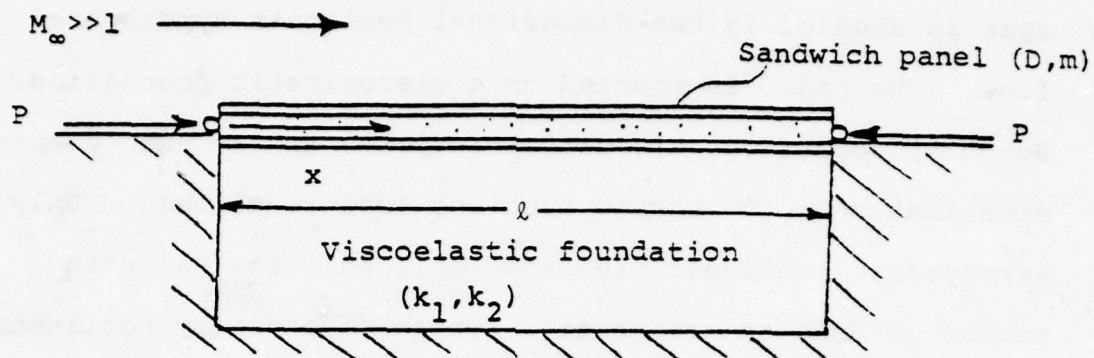 M∞ >>1
Sandwich panel (D,m)
P
P
x
ℓ
Viscoelastic foundation
(k₁,k₂)